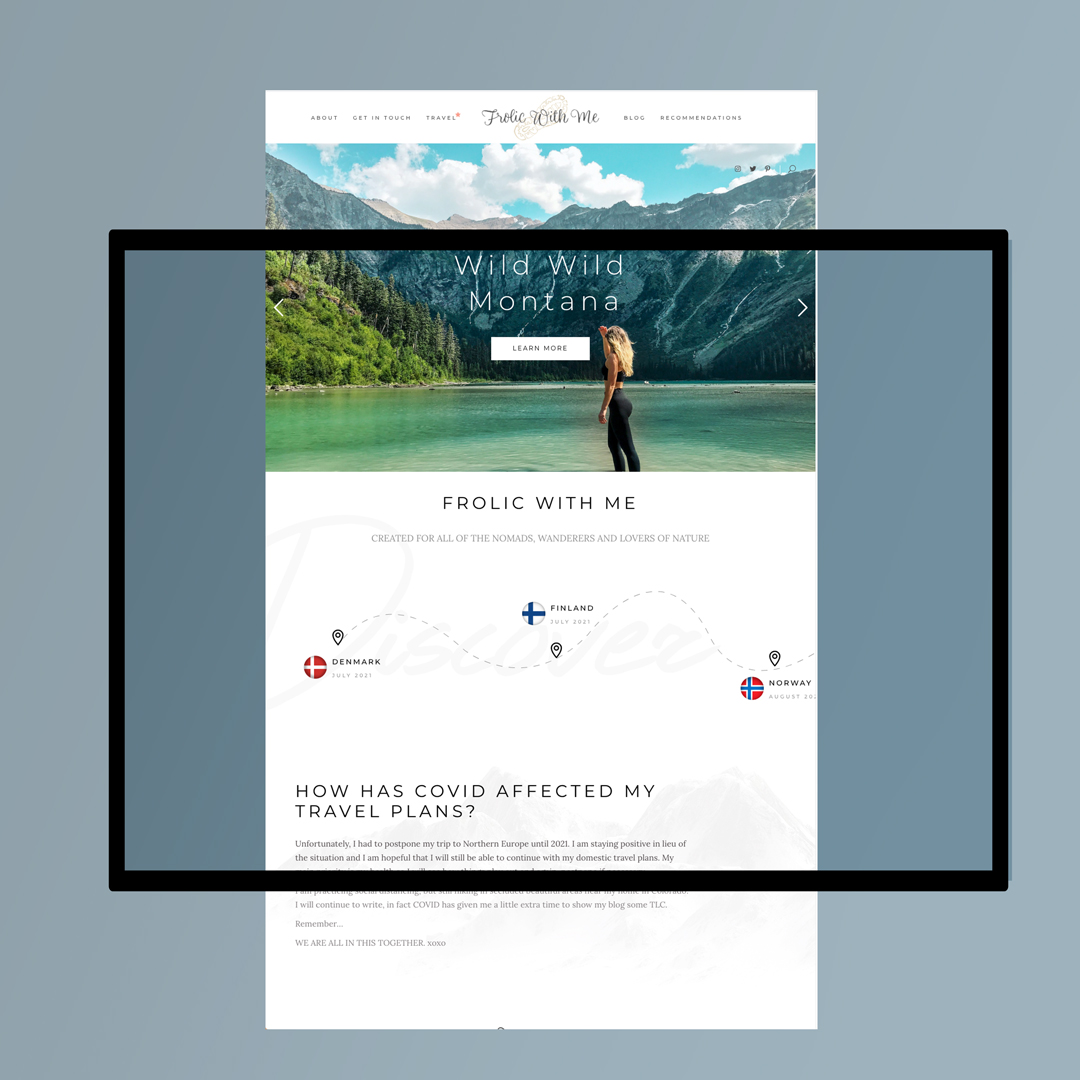 ABOUT GET IN TOUCH TRAVEL Frolic With Me BLOG RECOMMENDATIONS
Wild Wild
Montana
LEARN MORE
FROLIC WITH ME
CREATED FOR ALL OF THE NOMADS, WANDERERS AND LOVERS OF NATURE
Discover
FINLAND
JULY 2021
DENMARK
JULY 2021
NORWAY
AUGUST
HOW HAS COVID AFFECTED MY
TRAVEL PLANS?
Unfortunately, I had to postpone my trip to Northern Europe until 2021. I am staying positive in lieu of
the situation and I am hopeful that I will still be able to continue with my domestic travel plans. My
I am practicing social distancing, but still hiking in secluded beautiful areas near my home in Colorado.
I will continue to write, in fact COVID has given me a little extra time to show my blog some TLC.
Remember...
WE ARE ALL IN THIS TOGETHER. xoxo